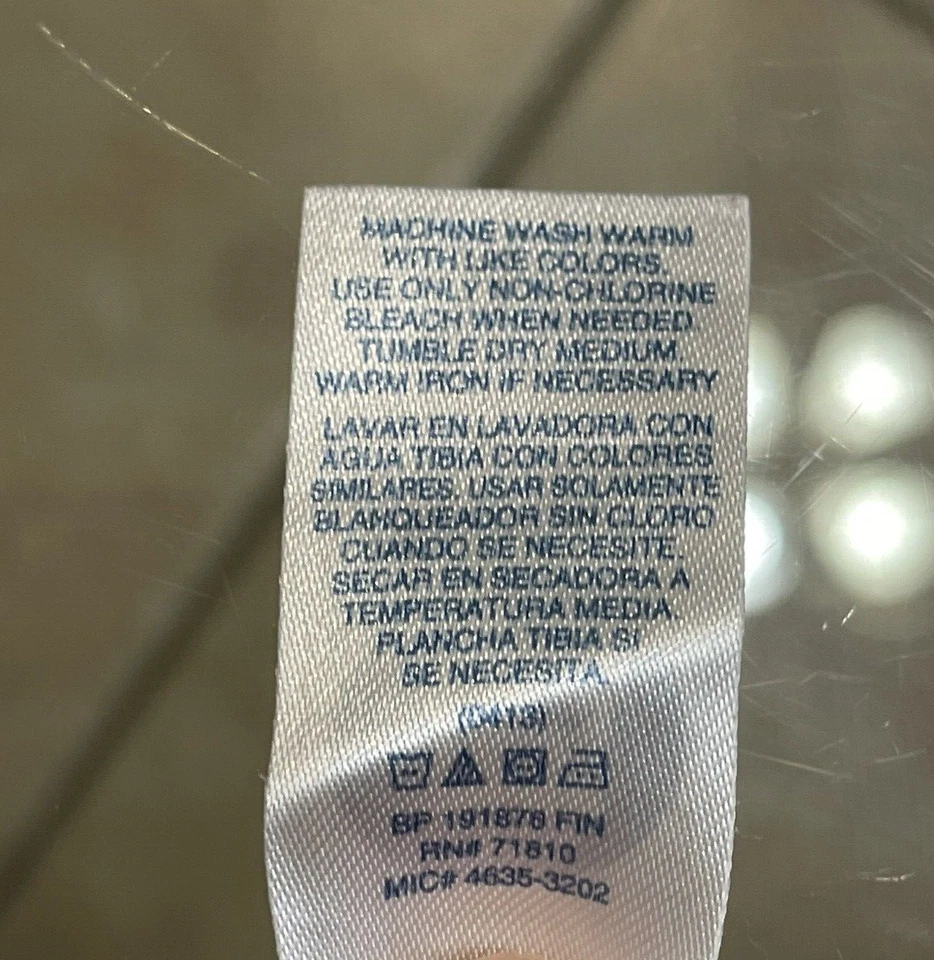 MACHINE WASH WARM
WITH LIKE COLORS.
USE ONLY NON-CHLORINE
BLEACH WHEN NEEDED
TUMBLE DRY MEDIUM
WARM IRON IF NECESSARY
LAVAR EN LAVADORA CON
AGUA TIBIA CON COLORES
SIMILARES. USAR SOLAMENTE
BLANQUEADOR SIN CLORO
CUANDO SE NECESITE.
SECAR EN SECADORA A
TEMPERATURA MEDIA.
PLANCHA TIBIA SI
SE NECESITA.
(0413)
BP 191878 FIN
RN# 71810
MIC# 4635-3202